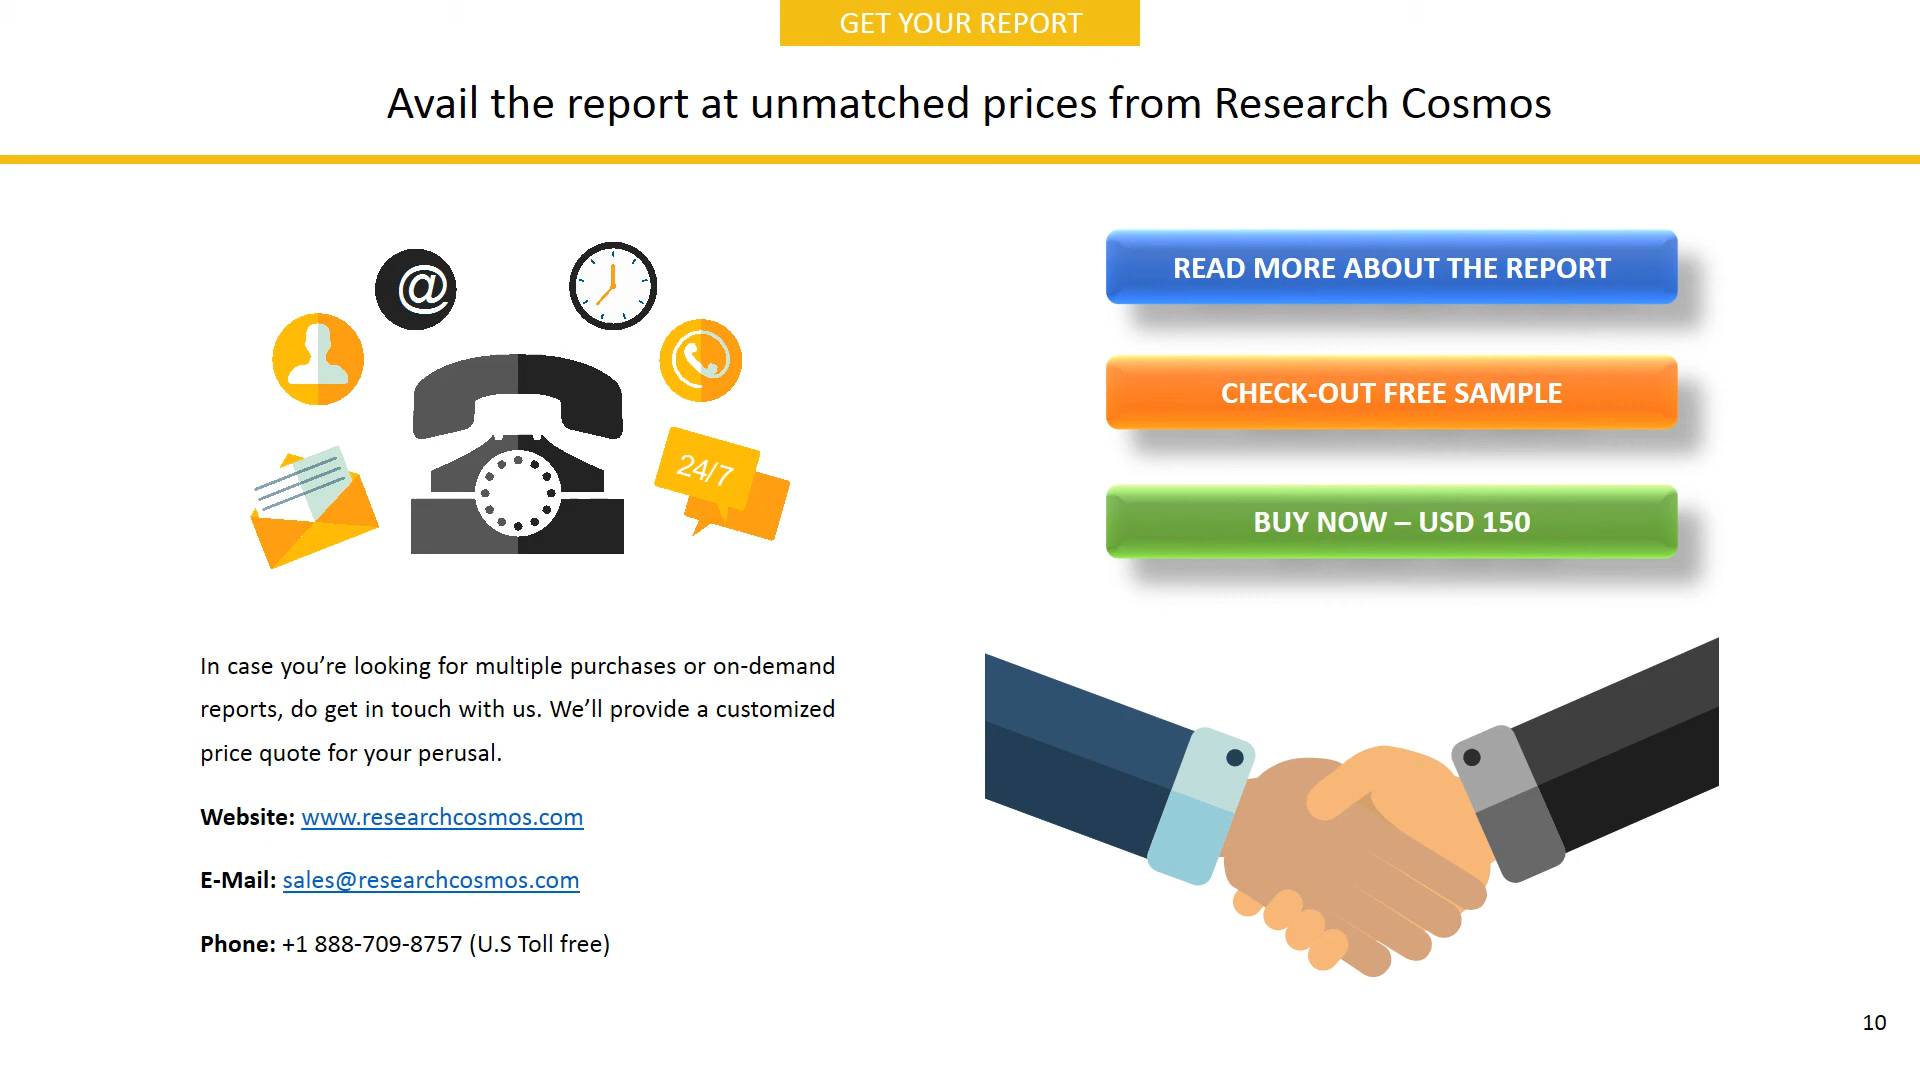 GET YOUR REPORT
Avail the report at unmatched prices from Research Cosmos
@
24/7
READ MORE ABOUT THE REPORT
CHECK-OUT FREE SAMPLE
BUY NOW – USD 150
In case you’re looking for multiple purchases or on-demand
reports, do get in touch with us. We’ll provide a customized
price quote for your perusal.
Website: www.researchcosmos.com
E-Mail: sales@researchcosmos.com
Phone: +1 888-709-8757 (U.S Toll free)
10